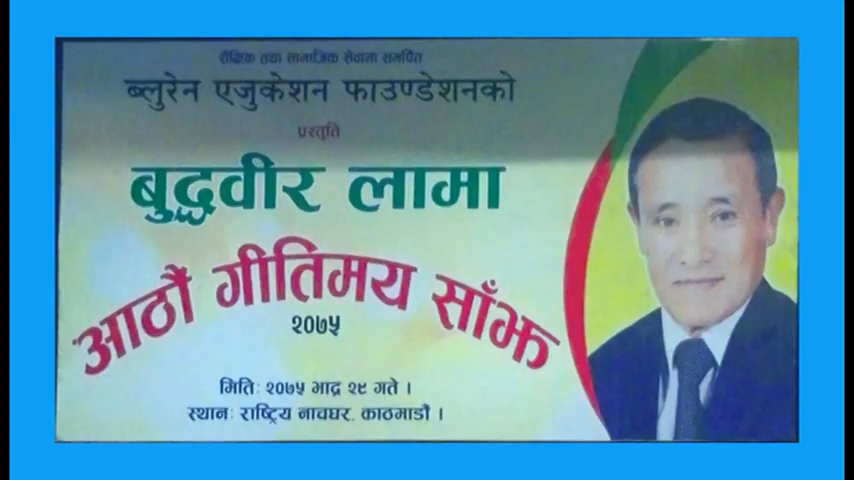 शैक्षिक तथा सामाजिक सेवामा समर्पित
ब्लुरेन एजुकेशन फाउण्डेशनको
प्रस्तुति
बुद्धवीर लामा
आठौं गीतिमय साँझ
२०७५
मिति: २०७५ भाद्र २९ गते ।
स्थान: राष्ट्रिय नाचघर, काठमाडौं ।